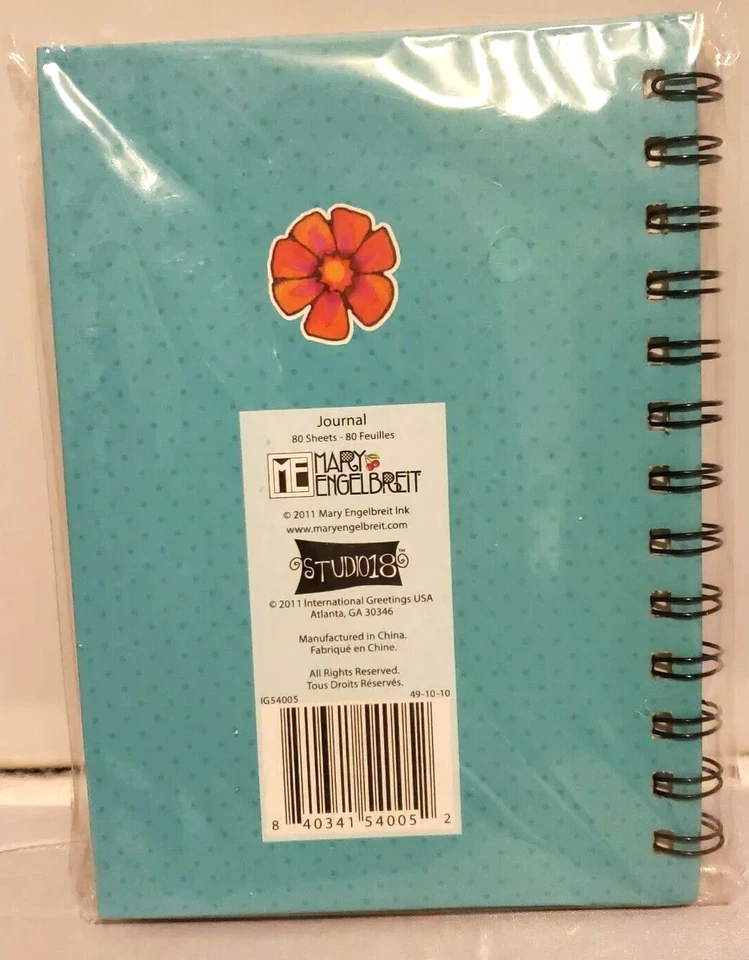 Journal
80 Sheets - 80 Feuilles
ME MARY
ENGELBREIT
© 2011 Mary Engelbreit Ink
www.maryengelbreit.com
STUDIO18™
© 2011 International Greetings USA
Atlanta, GA 30346
Manufactured in China.
Fabriqué en Chine.
All Rights Reserved.
Tous Droits Réservés.
IG54005 49-10-10
8 40341 54005 2